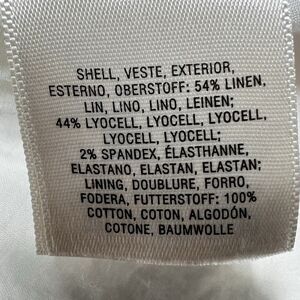 SHELL, VESTE, EXTERIOR,
ESTERNO, OBERSTOFF: 54% LINEN,
LIN, LINO, LINO, LEINEN;
44% LYOCELL, LYOCELL, LYOCELL,
LYOCELL, LYOCELL;
2% SPANDEX, ÉLASTHANNE,
ELASTANO, ELASTAN, ELASTAN;
LINING, DOUBLURE, FORRO,
FODERA, FUTTERSTOFF: 100%
COTTON, COTON, ALGODÓN,
COTONE, BAUMWOLLE